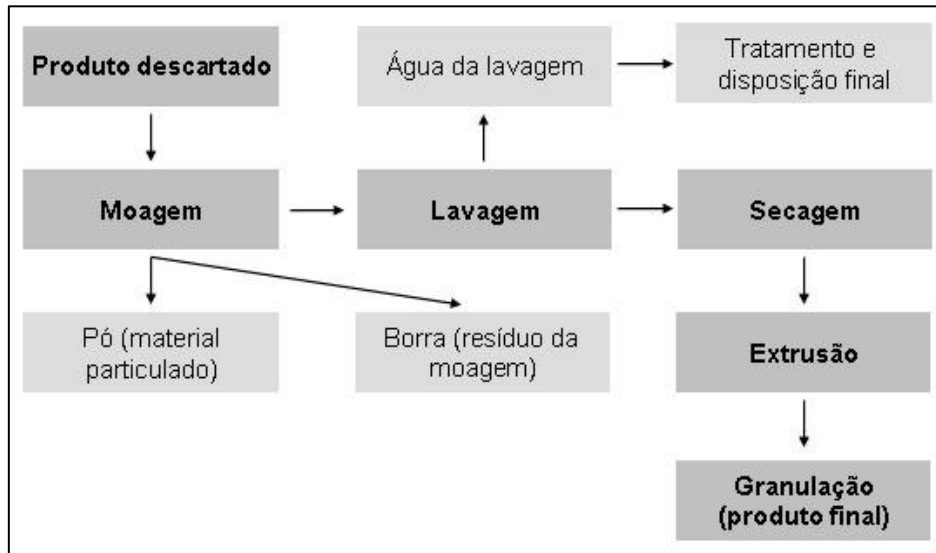 Produto descartado
Água da lavagem
Tratamento e
disposição final
Moagem
Lavagem
Secagem
Pó (material
particulado)
Borra (resíduo da
moagem)
Extrusão
Granulação
(produto final)